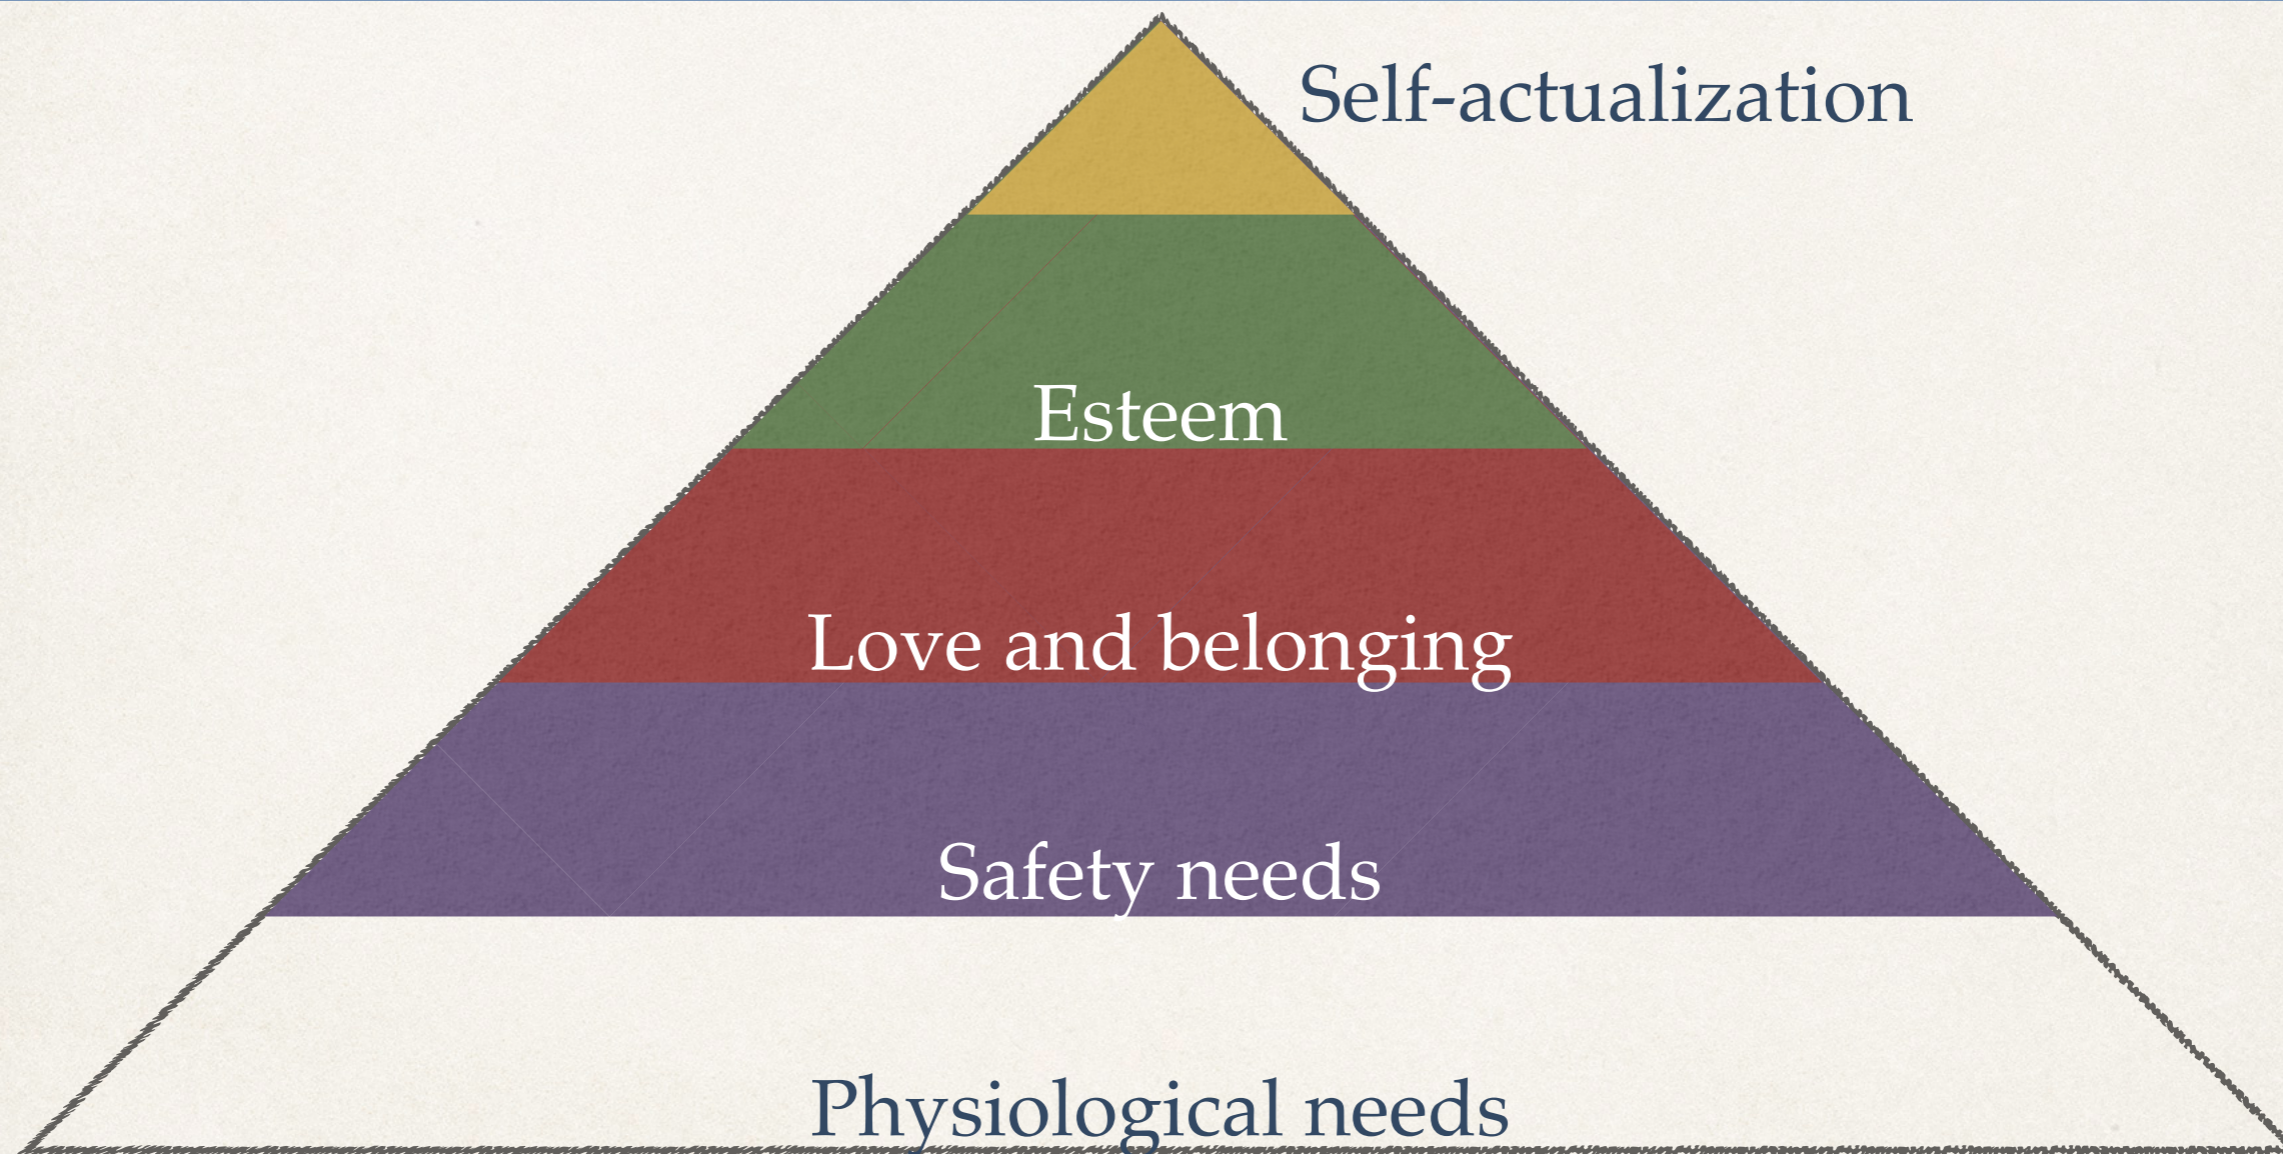 Self-actualization
Esteem
Love and belonging
Safety needs
Physiological needs